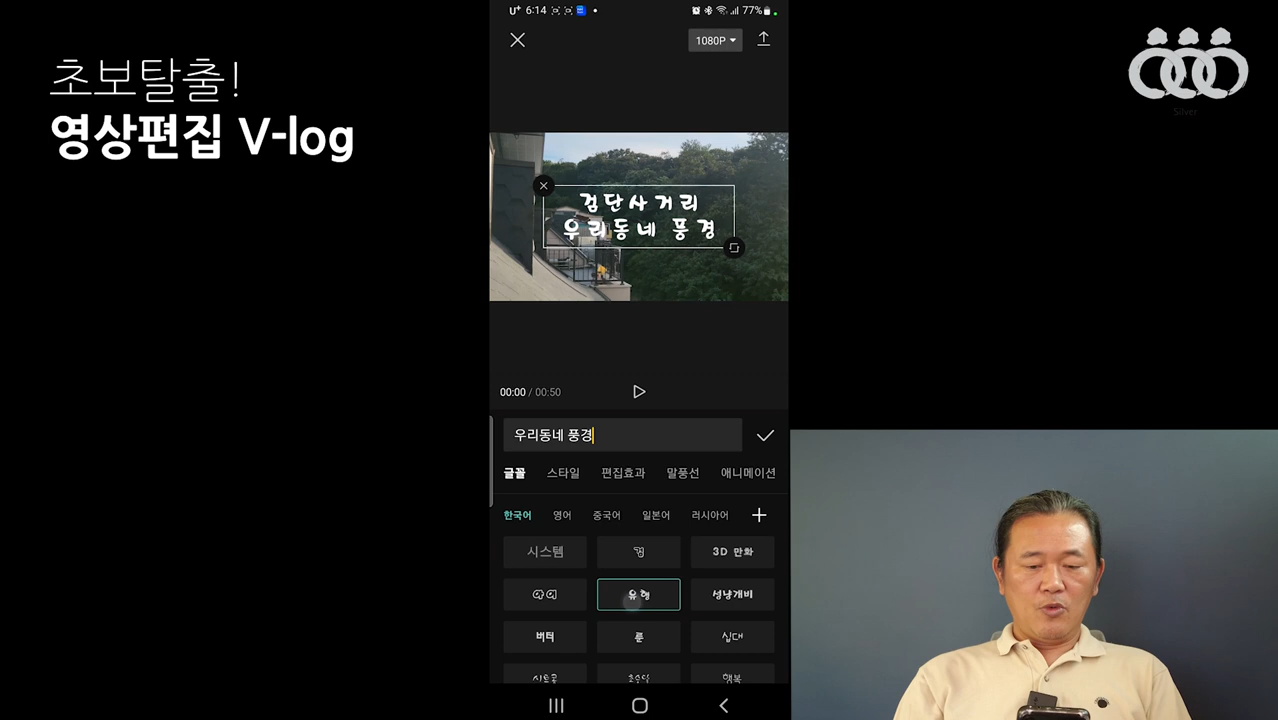 초보탈출!
영상편집 V-log
Silver
U+ 6:14
77%
1080P
검단사거리
우리동네 풍경
00:00 / 00:50
우리동네 풍경
글꼴 스타일 편집효과 말풍선 애니메이션
한국어 영어 중국어 일본어 러시아어
시스템 3D 만화
유형 성냥개비
버터 룬 십대
행복